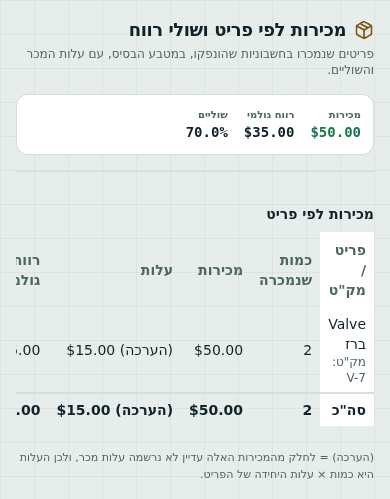 מכירות לפי פריט ושולי רווח
פריטים שנמכרו בחשבוניות שהונפקו, במטבע הבסיס, עם עלות המכר
והשוליים.
מכירות רווח גולמי שוליים
$50.00 $35.00 70.0%
מכירות לפי פריט
פריט / מק"ט כמות שנמכרה מכירות עלות
Valve ברז מק"ט: V-7 2 $50.00 $15.00 (הערכה)
סה"כ 2 $50.00 $15.00 (הערכה)
(הערכה) = לחלק מהמכירות האלה עדיין לא נרשמה עלות מכר, ולכן העלות
היא כמות × עלות היחידה של הפריט.